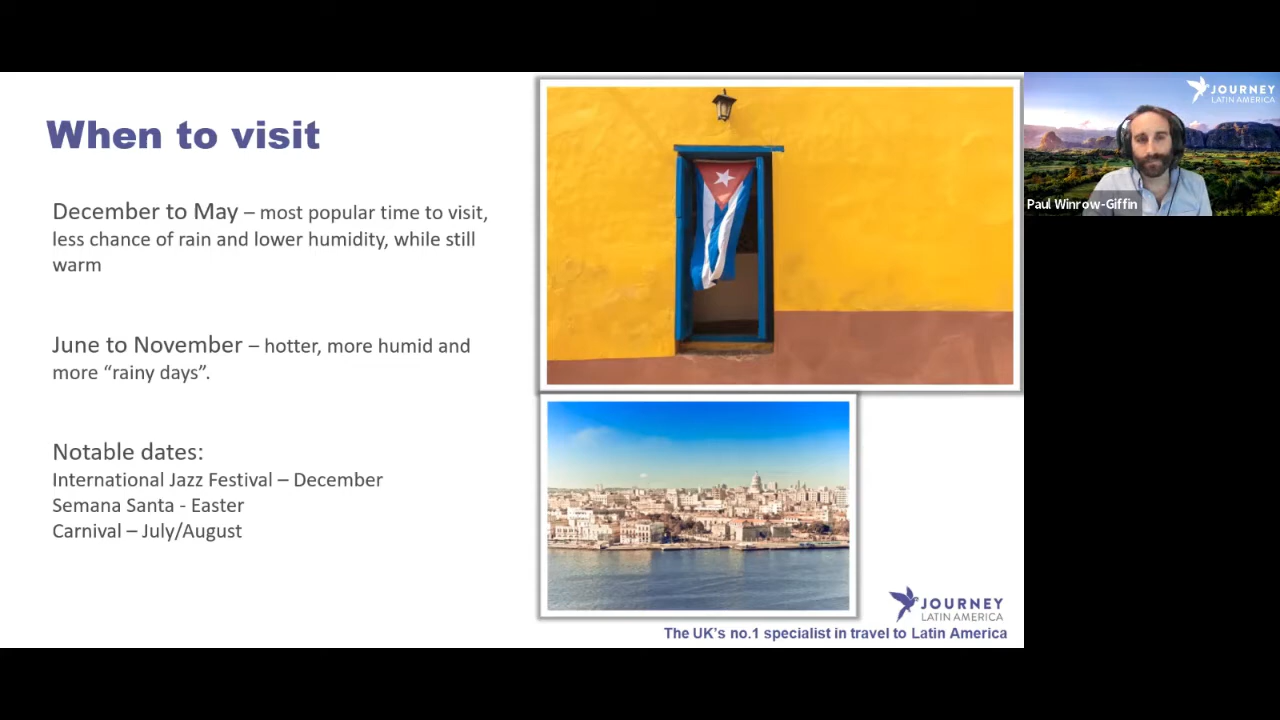 When to visit
December to May – most popular time to visit,
less chance of rain and lower humidity, while still
warm
June to November – hotter, more humid and
more “rainy days”.
Notable dates:
International Jazz Festival – December
Semana Santa - Easter
Carnival – July/August
JOURNEY
LATIN AMERICA
The UK's no.1 specialist in travel to Latin America
JOURNEY
LATIN AMERICA
Paul Winrow-Giffin